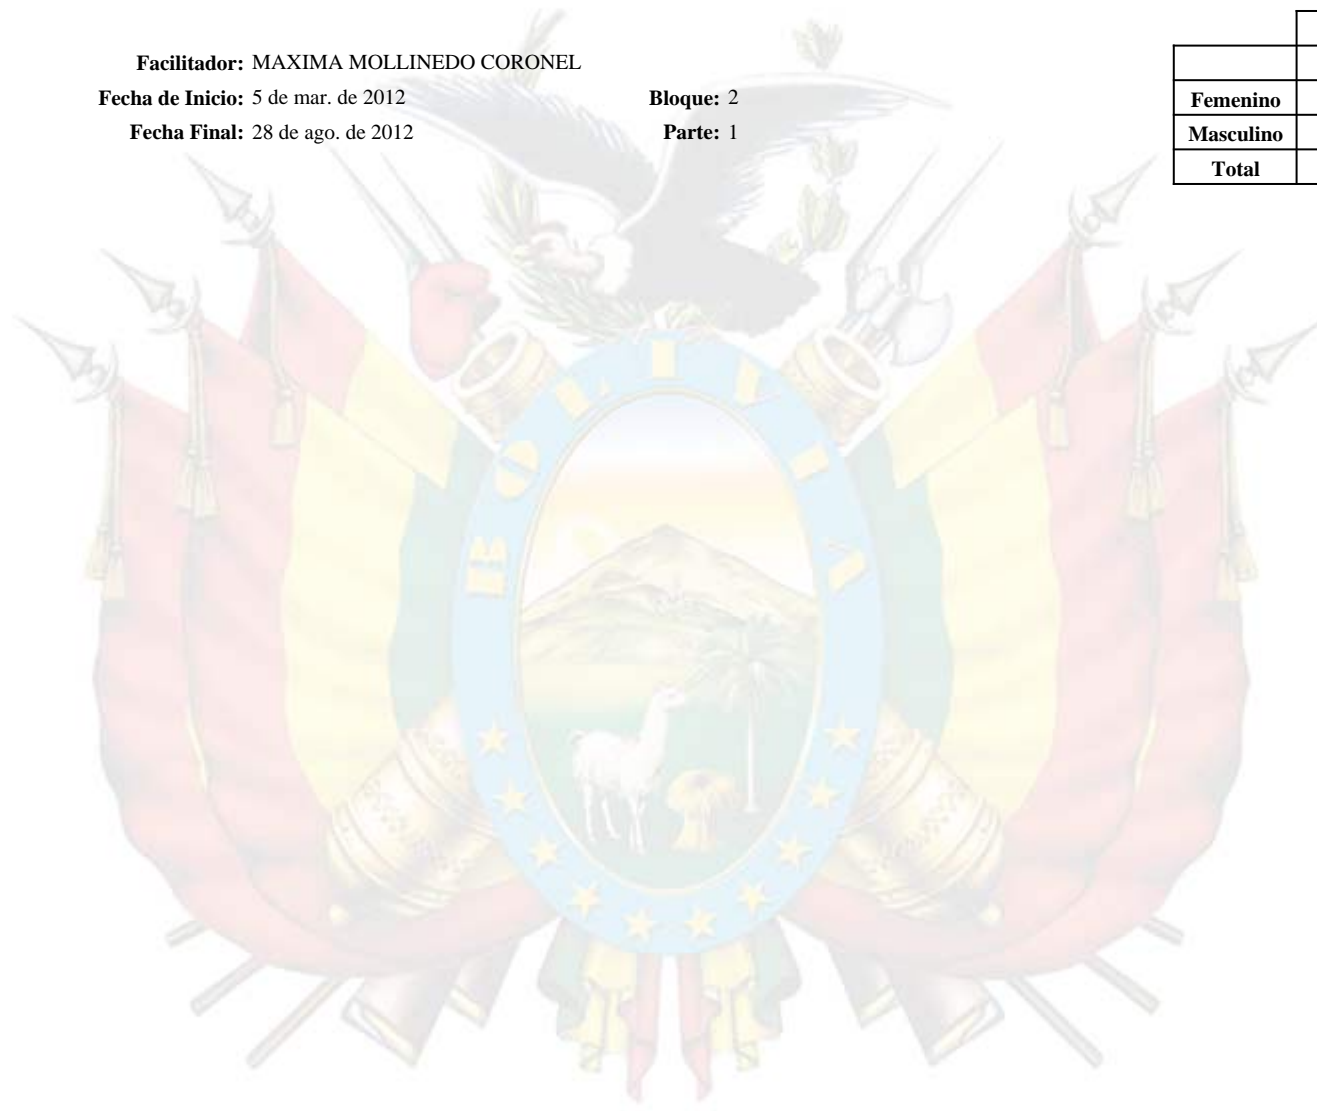 Facilitador: MAXIMA MOLLINEDO CORONEL
Fecha de Inicio: 5 de mar. de 2012 Bloque: 2
Fecha Final: 28 de ago. de 2012 Parte: 1
Femenino
Masculino
Total
BOLIVIA